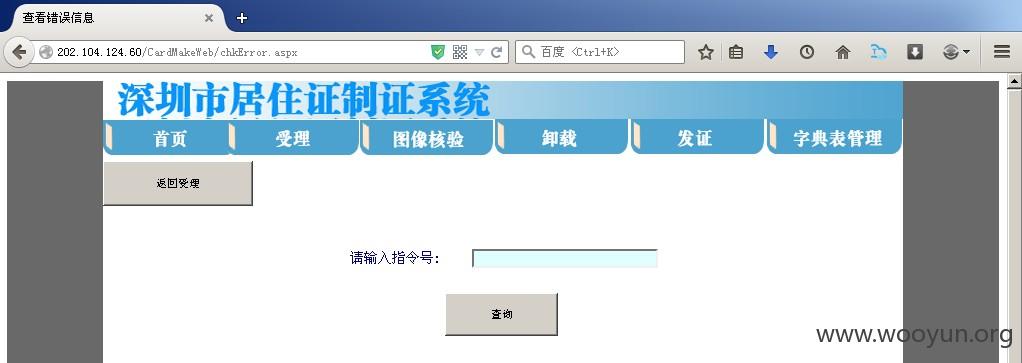 查看错误信息
202.104.124.60/CardMakeWeb/chkError.aspx
百度 <Ctrl+K>
深圳市居住证制证系统
首页 受理 图像核验 卸载 发证 字典表管理
返回受理
请输入指令号：
查询
www.wooyun.org